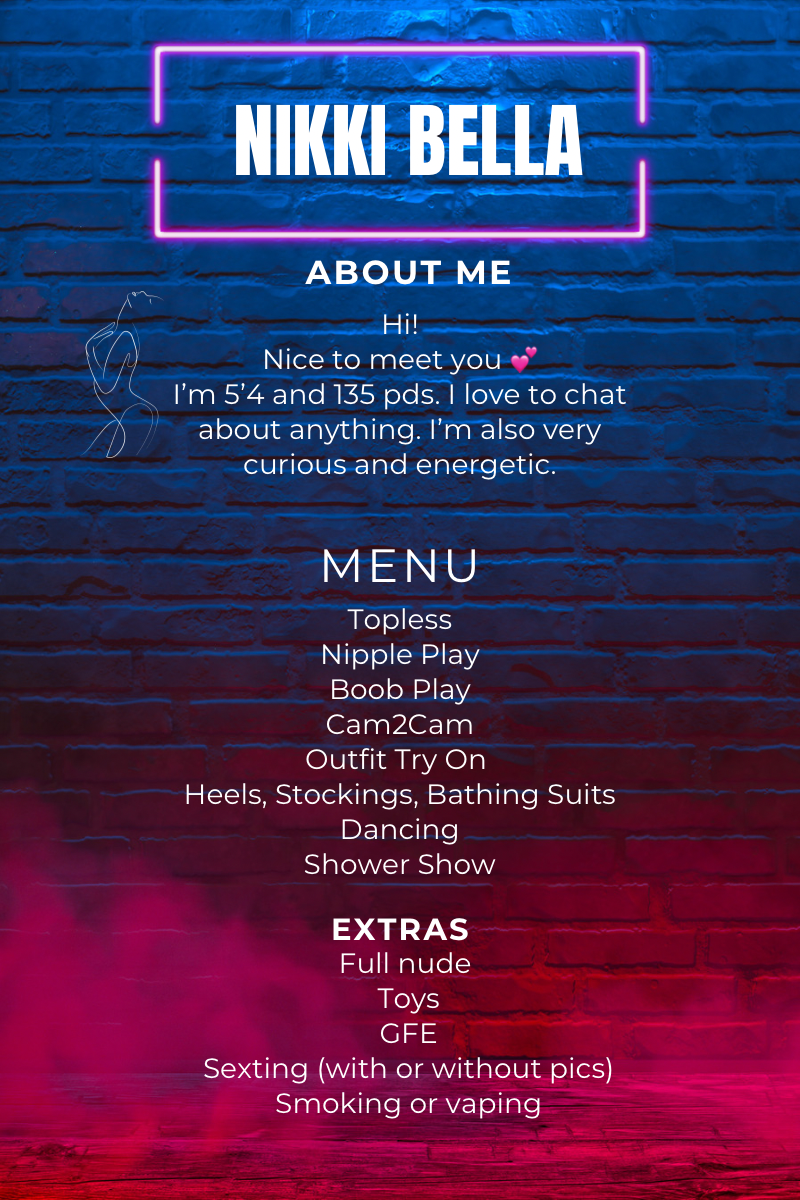 NIKKI BELLA
ABOUT ME
Hi!
Nice to meet you 💕
I’m 5’4 and 135 pds. I love to chat
about anything. I’m also very
curious and energetic.
MENU
Topless
Nipple Play
Boob Play
Cam2Cam
Outfit Try On
Heels, Stockings, Bathing Suits
Dancing
Shower Show
EXTRAS
Full nude
Toys
GFE
Sexting (with or without pics)
Smoking or vaping